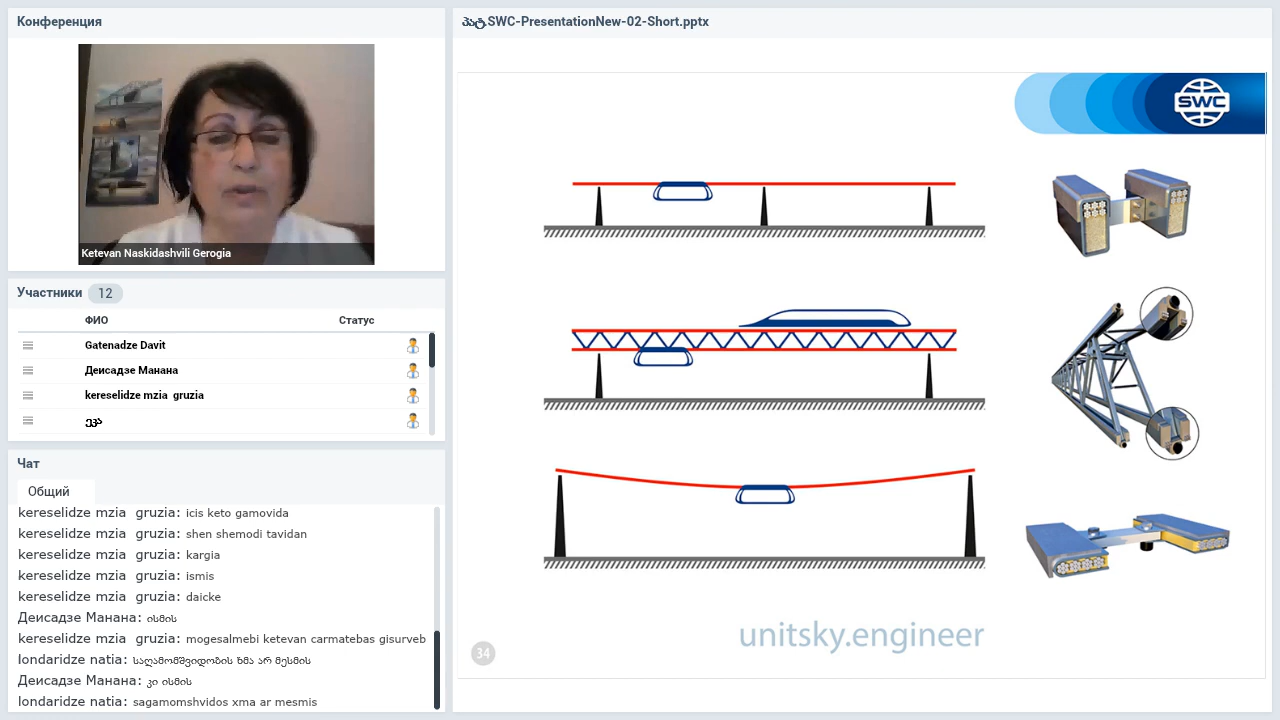 Конференция
Ketevan Naskidashvili Gerogia
Участники 12
ФИО Статус
Gatenadze Davit
Деисадзе Манана
kereselidze mzia gruzia
ევა
Чат
Общий
kereselidze mzia gruzia: icis keto gamovida
kereselidze mzia gruzia: shen shemodi tavidan
kereselidze mzia gruzia: kargia
kereselidze mzia gruzia: ismis
kereselidze mzia gruzia: daicke
Деисадзе Манана: ისმის
kereselidze mzia gruzia: mogesalmebi ketevan carmatebas gisurveb
londaridze natia: საღამომშვიდობის ხმა არ მესმის
Деисадзе Манана: კი ისმის
londaridze natia: sagamomshvidos xma ar mesmis
SWC-PresentationNew-02-Short.pptx
SWC
unitsky.engineer
34